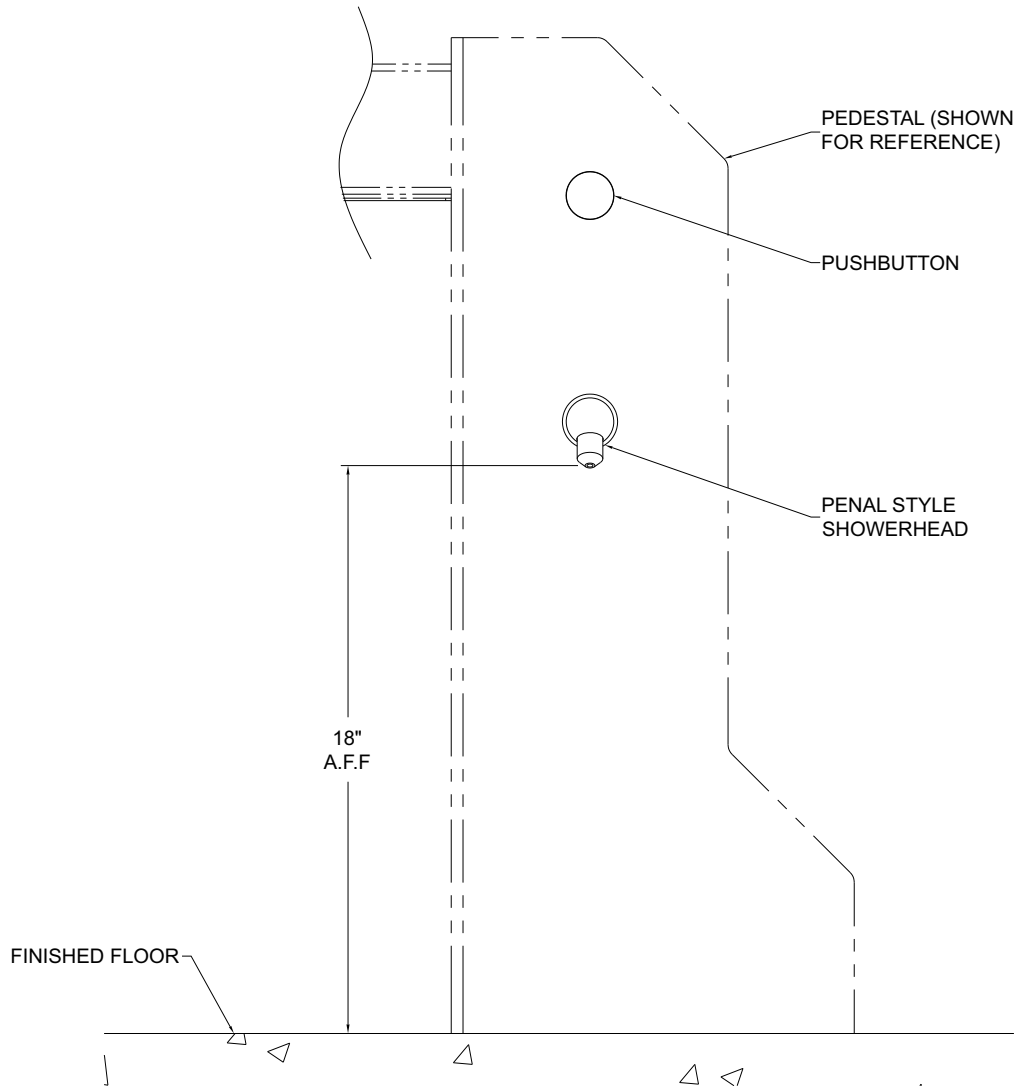 PEDESTAL (SHOWN
FOR REFERENCE)
PUSHBUTTON
PENAL STYLE
SHOWERHEAD
18"
A.F.F
FINISHED FLOOR